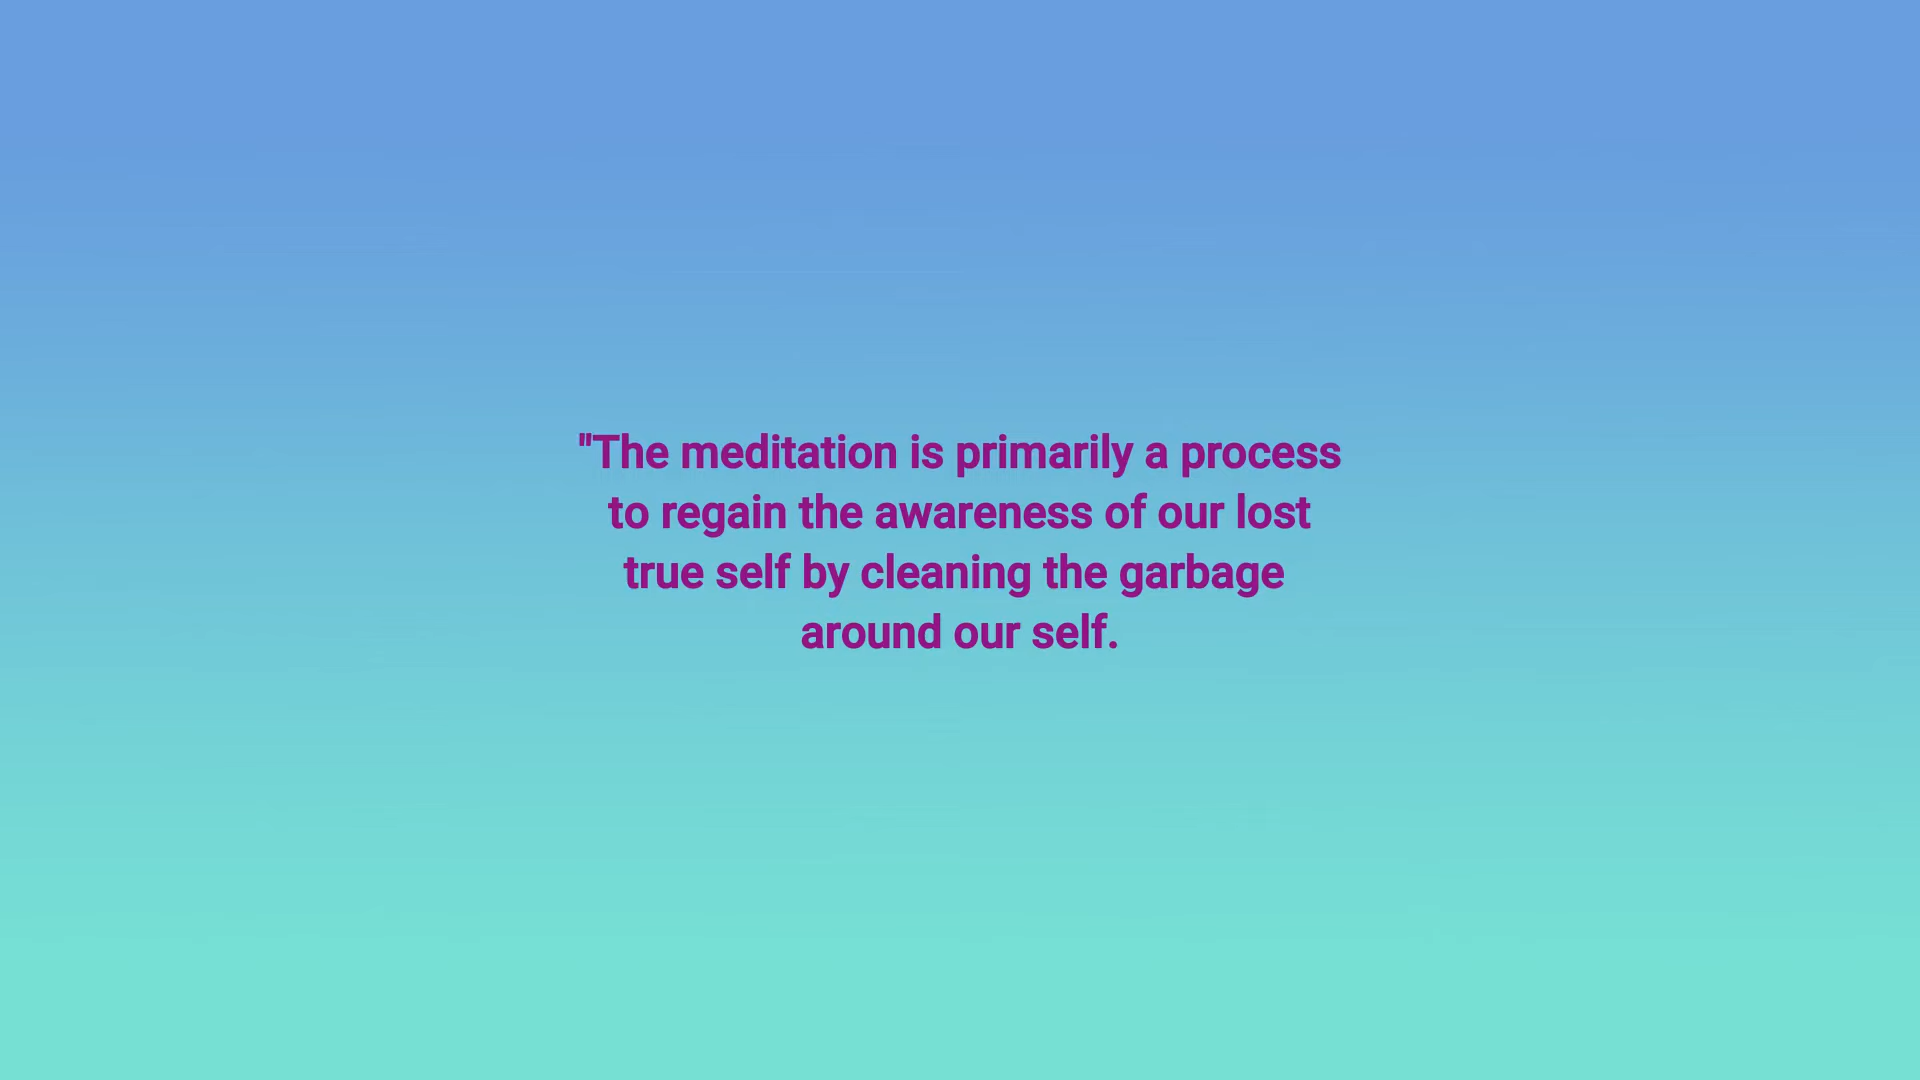 "The meditation is primarily a process
to regain the awareness of our lost
true self by cleaning the garbage
around our self.